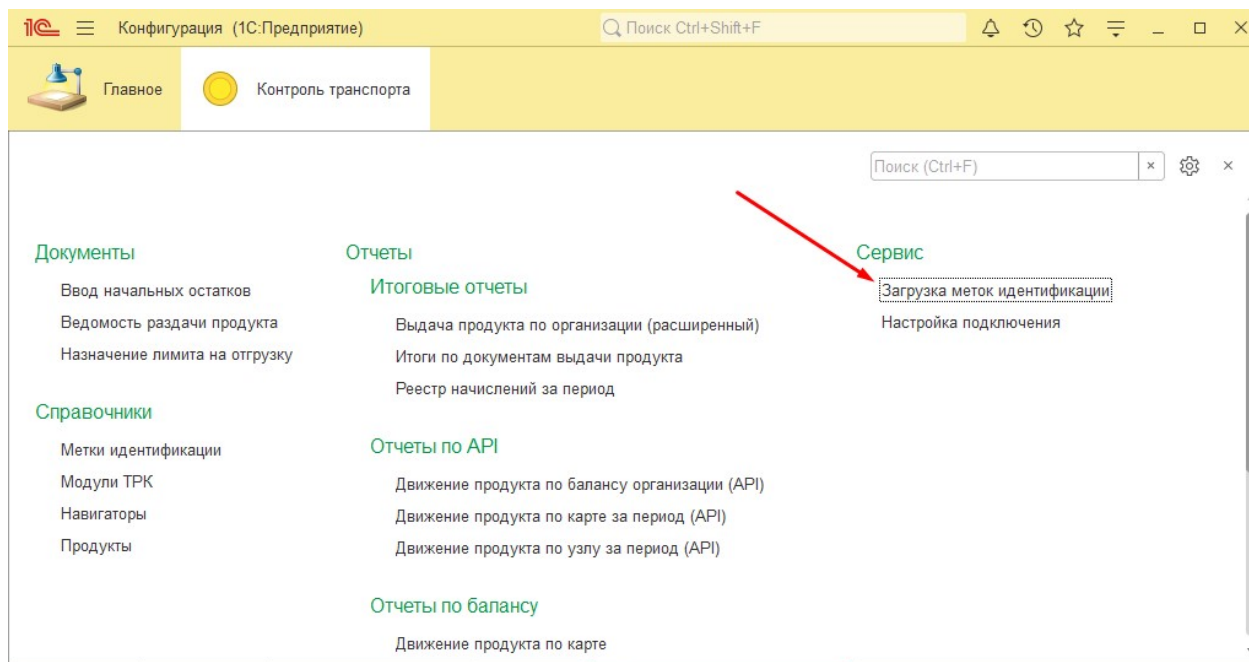 1С Конфигурация (1С:Предприятие) Поиск Ctrl+Shift+F
Главное Контроль транспорта
Поиск (Ctrl+F)
Документы
Ввод начальных остатков
Ведомость раздачи продукта
Назначение лимита на отгрузку
Справочники
Метки идентификации
Модули ТРК
Навигаторы
Продукты
Отчеты
Итоговые отчеты
Выдача продукта по организации (расширенный)
Итоги по документам выдачи продукта
Реестр начислений за период
Отчеты по API
Движение продукта по балансу организации (API)
Движение продукта по карте за период (API)
Движение продукта по узлу за период (API)
Отчеты по балансу
Движение продукта по карте
Сервис
Загрузка меток идентификации
Настройка подключения